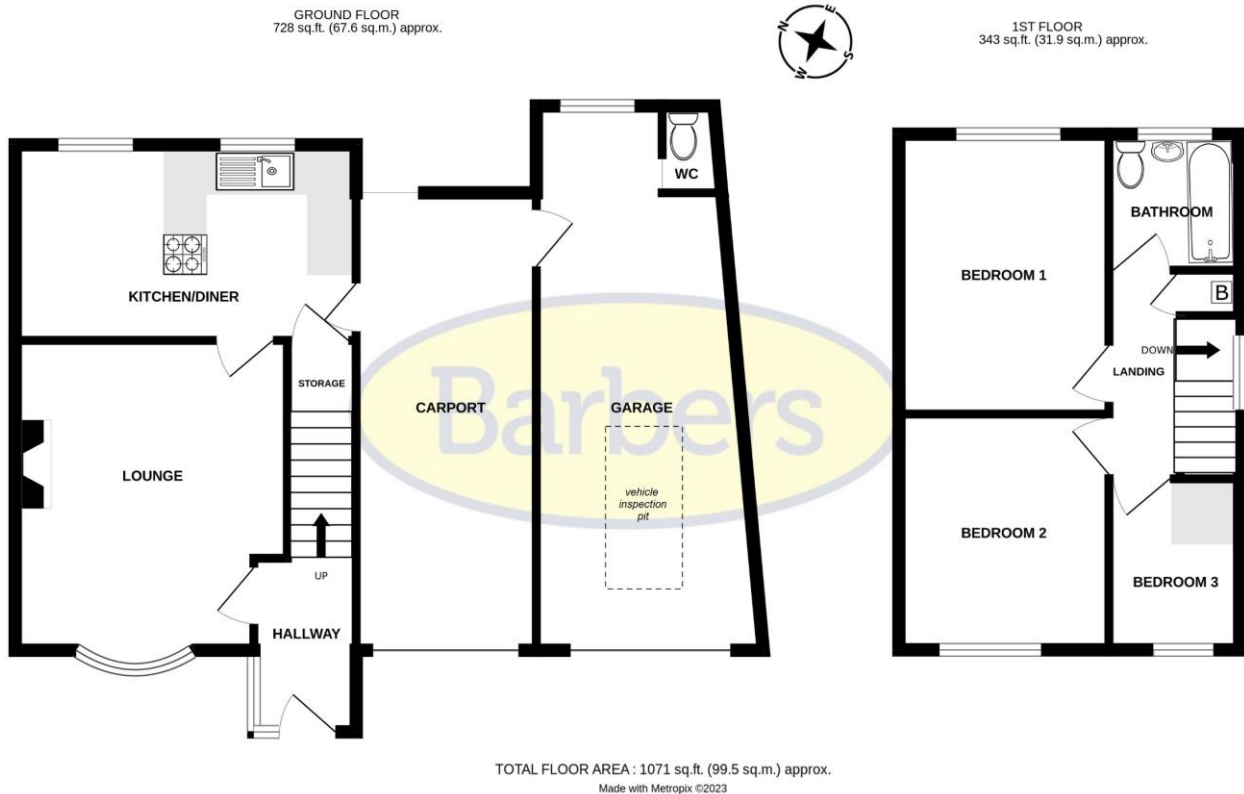 GROUND FLOOR
728 sq.ft. (67.6 sq.m.) approx.
1ST FLOOR
343 sq.ft. (31.9 sq.m.) approx.
N
E
S
W
WC
KITCHEN/DINER
STORAGE
LOUNGE
UP
HALLWAY
CARPORT
GARAGE
Barbers
vehicle
inspection
pit
BATHROOM
BEDROOM 1
B
DOWN
LANDING
BEDROOM 2
BEDROOM 3
TOTAL FLOOR AREA : 1071 sq.ft. (99.5 sq.m.) approx.
Made with Metropix ©2023